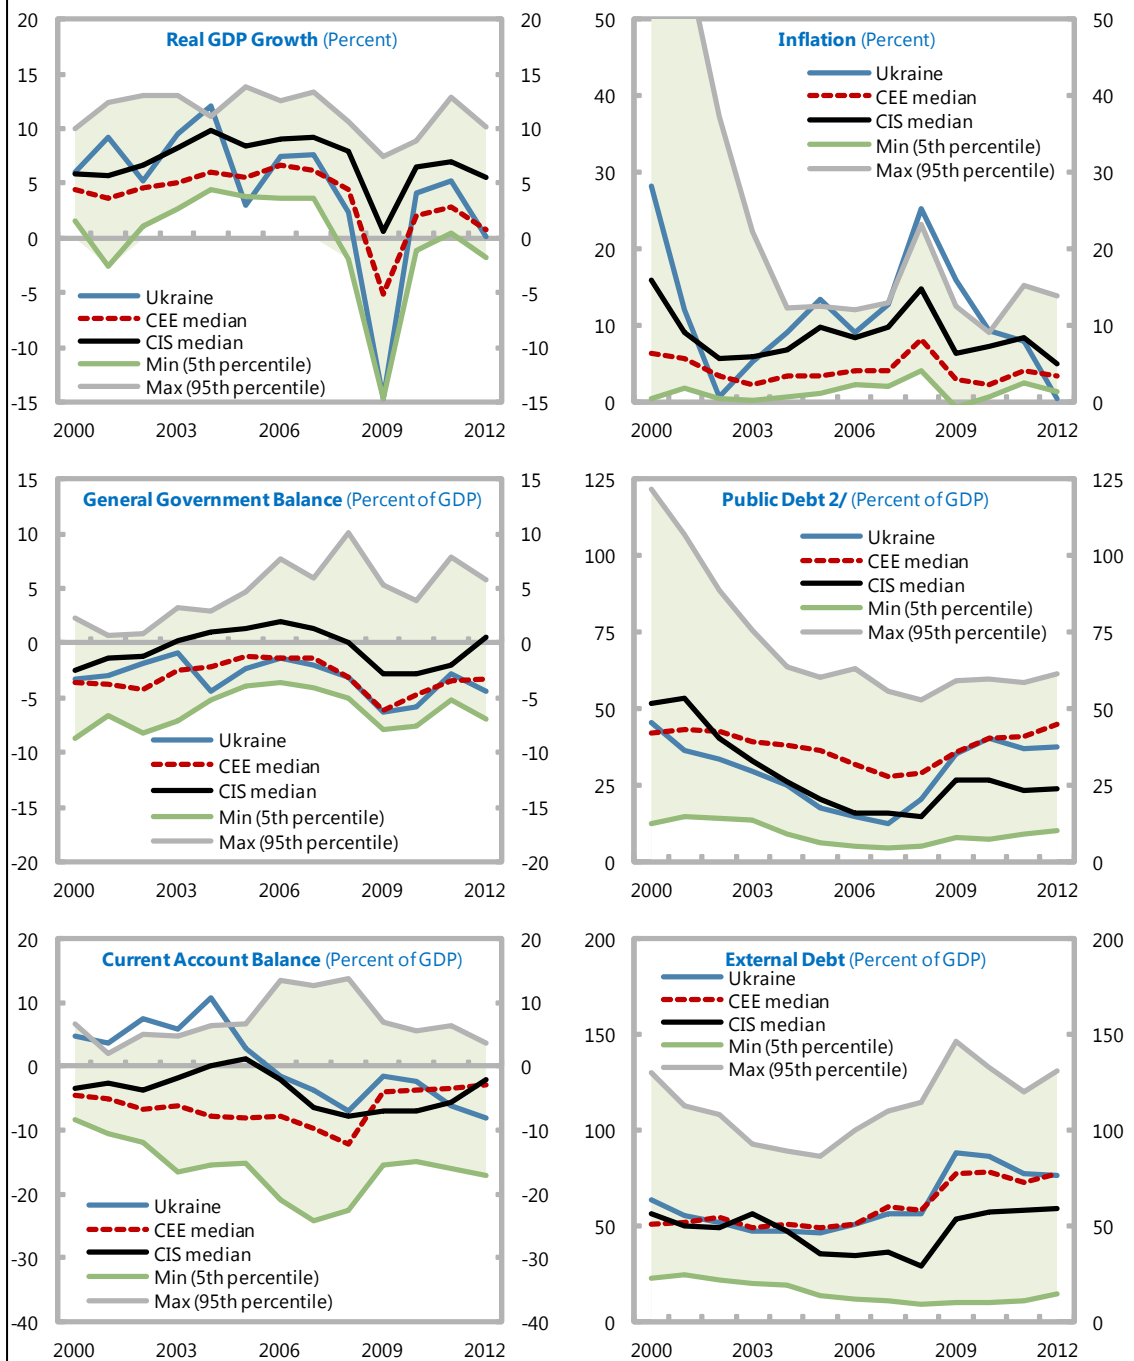 Real GDP Growth (Percent)
20 20
15 15
10 10
5 5
0 0
-5 -5
-10 -10
-15 -15
Ukraine
CEE median
CIS median
Min (5th percentile)
Max (95th percentile)
2000 2003 2006 2009 2012
Inflation (Percent)
50 50
40 40
30 30
20 20
10 10
0 0
Ukraine
CEE median
CIS median
Min (5th percentile)
Max (95th percentile)
2000 2003 2006 2009 2012
General Government Balance (Percent of GDP)
15 15
10 10
5 5
0 0
-5 -5
-10 -10
-15 -15
-20 -20
Ukraine
CEE median
CIS median
Min (5th percentile)
Max (95th percentile)
2000 2003 2006 2009 2012
Public Debt 2/ (Percent of GDP)
125 125
100 100
75 75
50 50
25 25
0 0
Ukraine
CEE median
CIS median
Min (5th percentile)
Max (95th percentile)
2000 2003 2006 2009 2012
Current Account Balance (Percent of GDP)
20 20
10 10
0 0
-10 -10
-20 -20
-30 -30
-40 -40
Ukraine
CEE median
CIS median
Min (5th percentile)
Max (95th percentile)
2000 2003 2006 2009 2012
External Debt (Percent of GDP)
200 200
150 150
100 100
50 50
0 0
Ukraine
CEE median
CIS median
Min (5th percentile)
Max (95th percentile)
2000 2003 2006 2009 2012